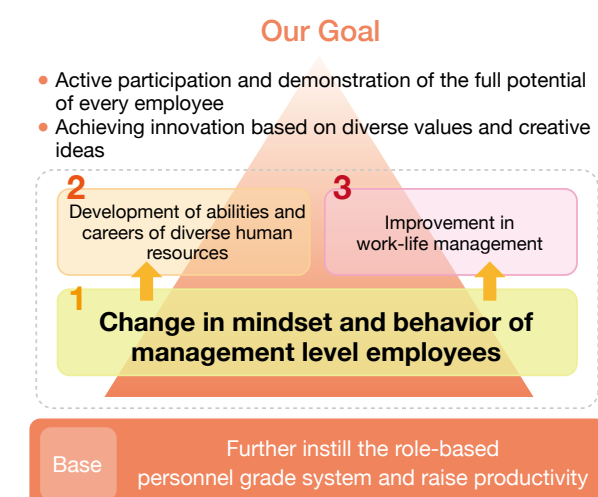 Our Goal
• Active participation and demonstration of the full potential
of every employee
• Achieving innovation based on diverse values and creative
ideas
2
Development of abilities and
careers of diverse human
resources
3
Improvement in
work-life management
1
Change in mindset and behavior of
management level employees
Base
Further instill the role-based
personnel grade system and raise productivity